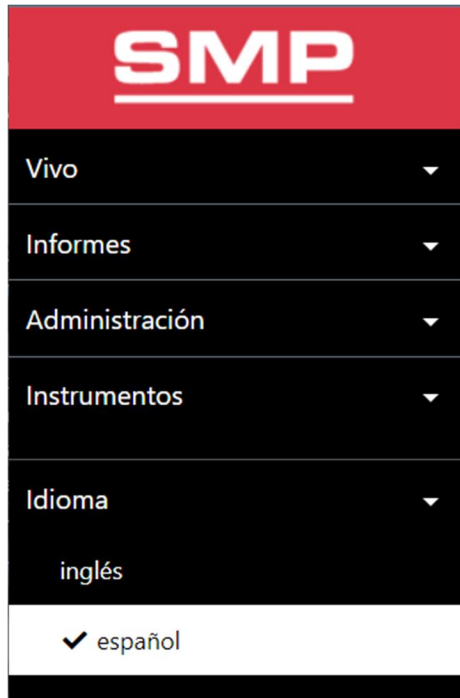 SMP
Vivo
Informes
Administración
Instrumentos
Idioma
inglés
español